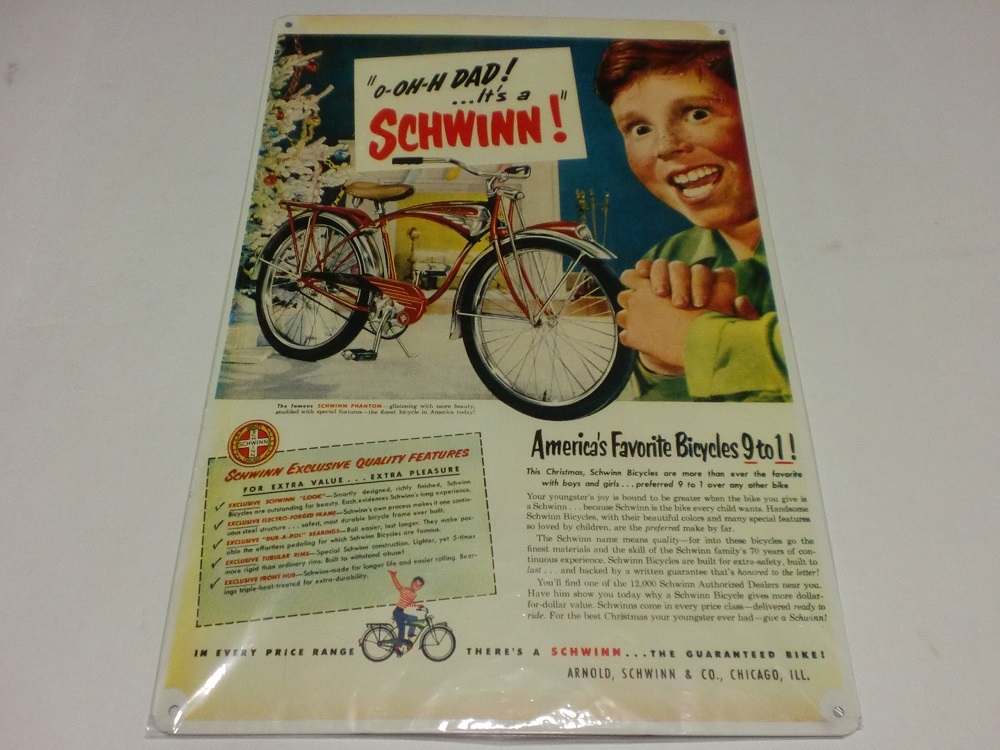 "O-OH-H DAD!
...It's a
SCHWINN!"
The famous SCHWINN PHANTOM—glistening with more beauty,
studded with special features—the finest bicycle in America today!
SCHWINN
SCHWINN EXCLUSIVE QUALITY FEATURES
FOR EXTRA VALUE . . . EXTRA PLEASURE
EXCLUSIVE SCHWINN "LOOK"—Smartly designed, richly finished, Schwinn
Bicycles are outstanding for beauty. Each evidences Schwinn's long experience.
EXCLUSIVE ELECTRO-FORGED FRAME—Schwinn's own process makes it one contin-
uous steel structure . . . safest, most durable bicycle frame ever built.
EXCLUSIVE "DUR-A-ROL" BEARINGS—Roll easier, last longer. They make pos-
sible the effortless pedaling for which Schwinn Bicycles are famous.
EXCLUSIVE TUBULAR RIMS—Special Schwinn construction. Lighter, yet 5-times
more rigid than ordinary rims. Built to withstand abuse!
EXCLUSIVE FRONT HUB—Schwinn-made for longer life and easier rolling. Bear-
ings triple-heat-treated for extra-durability.
America's Favorite Bicycles 9 to 1!
This Christmas, Schwinn Bicycles are more than ever the favorite
with boys and girls . . . preferred 9 to 1 over any other bike
Your youngster's joy is bound to be greater when the bike you give is
a Schwinn . . . because Schwinn is the bike every child wants. Handsome
Schwinn Bicycles, with their beautiful colors and many special features
so loved by children, are the preferred make by far.
The Schwinn name means quality—for into these bicycles go the
finest materials and the skill of the Schwinn family's 70 years of con-
tinuous experience. Schwinn Bicycles are built for extra-safety, built to
last . . . and backed by a written guarantee that's honored to the letter!
You'll find one of the 12,000 Schwinn Authorized Dealers near you.
Have him show you today why a Schwinn Bicycle gives more dollar-
for-dollar value. Schwinns come in every price class—delivered ready to
ride. For the best Christmas your youngster ever had—give a Schwinn!
IN EVERY PRICE RANGE THERE'S A SCHWINN...THE GUARANTEED BIKE!
ARNOLD, SCHWINN & CO., CHICAGO, ILL.